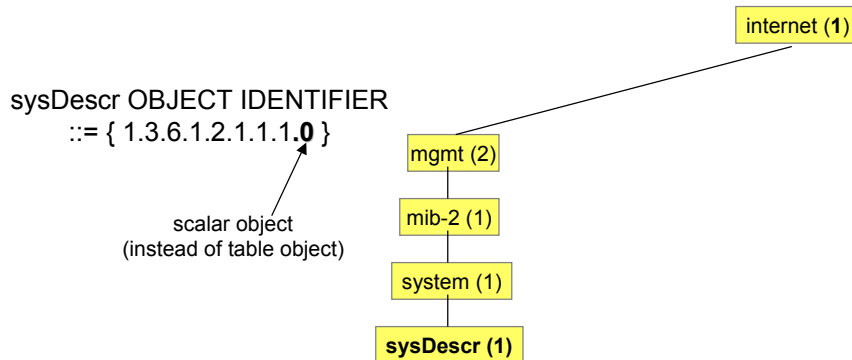 internet (1)
sysDescr OBJECT IDENTIFIER
::= { 1.3.6.1.2.1.1.1.0 }
mgmt (2)
scalar object
(instead of table object)
mib-2 (1)
system (1)
sysDescr (1)